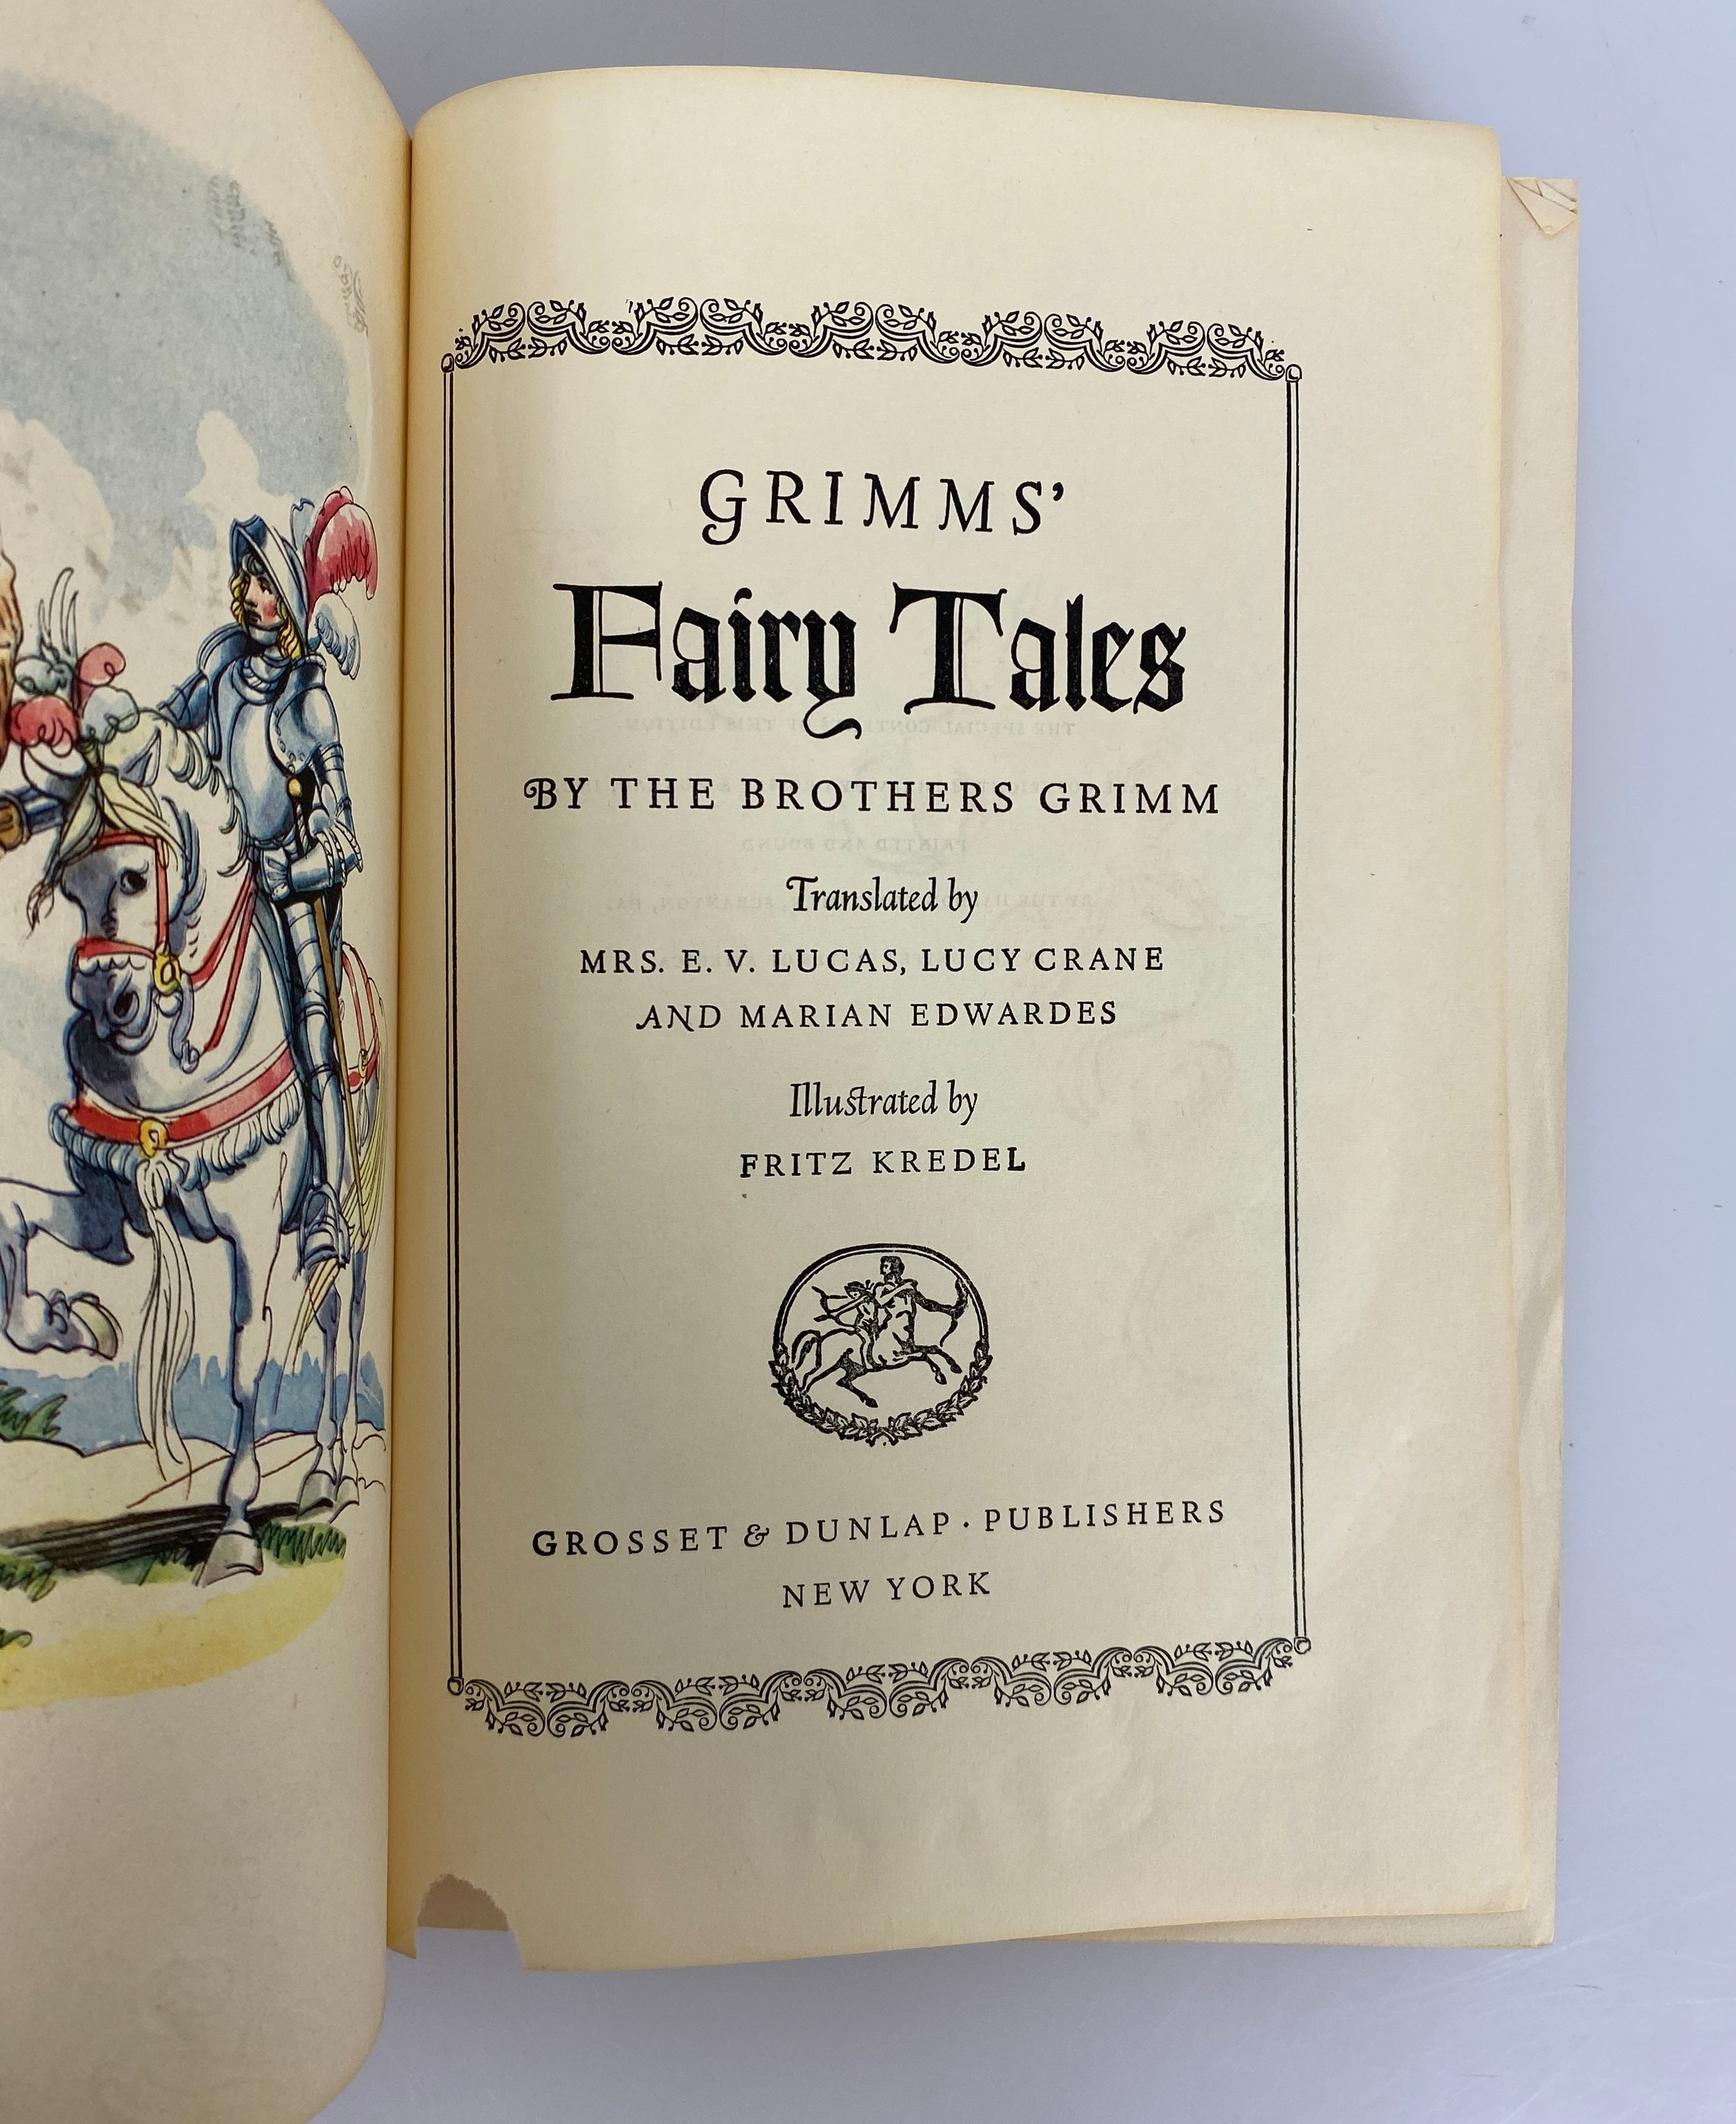 GRIMMS'
Fairy Tales
BY THE BROTHERS GRIMM
Translated by
MRS. E. V. LUCAS, LUCY CRANE
AND MARIAN EDWARDES
Illustrated by
FRITZ KREDEL
GROSSET & DUNLAP · PUBLISHERS
NEW YORK